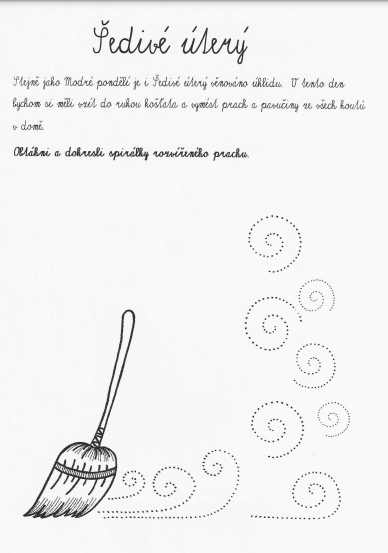 Šedivé úterý
Stejně jako Modré pondělí je i Šedivé úterý věnováno úklidu. V tento den
bychom si měli vzít do rukou košťata a vymést prach a pavučiny ze všech koutů
v domě.
Obtáhni a dokresli spirálky rozvířeného prachu.